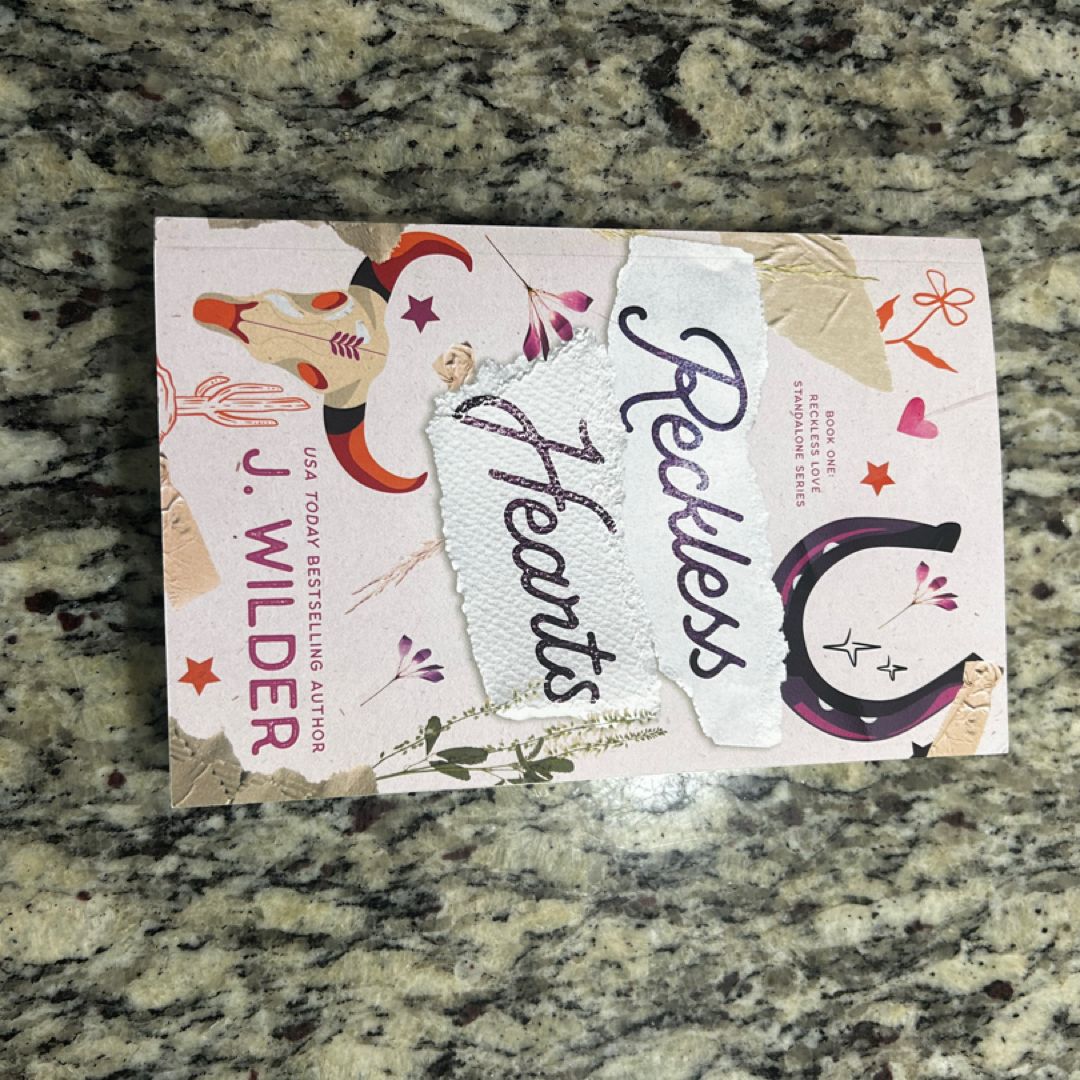 BOOK ONE:
RECKLESS LOVE
STANDALONE SERIES
Reckless
Hearts
USA TODAY BESTSELLING AUTHOR
J. WILDER